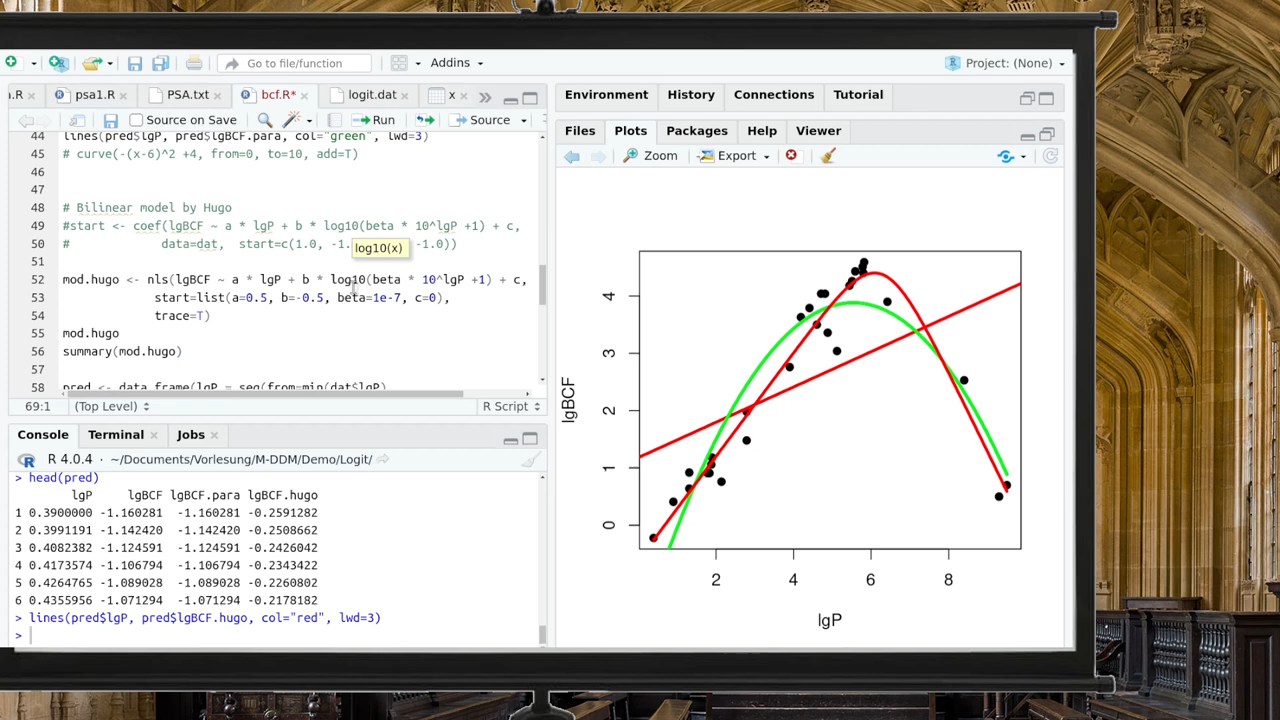 Go to file/function
Addins
Project: (None)
.R
psa1.R
PSA.txt
bcf.R*
logit.dat
x
Source on Save
Run
Source
44 lines(pred$lgP, pred$lgBCF.para, col="green", lwd=3)
45 # curve(-(x-6)^2 +4, from=0, to=10, add=T)
46
47
48 # Bilinear model by Hugo
49 #start <- coef(lgBCF ~ a * lgP + b * log10(beta * 10^lgP +1) + c,
50 # data=dat, start=c(1.0, -1. -1.0))
log10(x)
51
52 mod.hugo <- nls(lgBCF ~ a * lgP + b * log10(beta * 10^lgP +1) + c,
53 start=list(a=0.5, b=-0.5, beta=1e-7, c=0),
54 trace=T)
55 mod.hugo
56 summary(mod.hugo)
57
58 pred <- data.frame(lgP = seq(from=min(dat$lgP)
69:1 (Top Level) R Script
Console Terminal Jobs
R 4.0.4 · ~/Documents/Vorlesung/M-DDM/Demo/Logit/
> head(pred)
lgP lgBCF lgBCF.para lgBCF.hugo
1 0.3900000 -1.160281 -1.160281 -0.2591282
2 0.3991191 -1.142420 -1.142420 -0.2508662
3 0.4082382 -1.124591 -1.124591 -0.2426042
4 0.4173574 -1.106794 -1.106794 -0.2343422
5 0.4264765 -1.089028 -1.089028 -0.2260802
6 0.4355956 -1.071294 -1.071294 -0.2178182
> lines(pred$lgP, pred$lgBCF.hugo, col="red", lwd=3)
>
Environment History Connections Tutorial
Files Plots Packages Help Viewer
Zoom Export
lgBCF
4
3
2
1
0
2 4 6 8
lgP